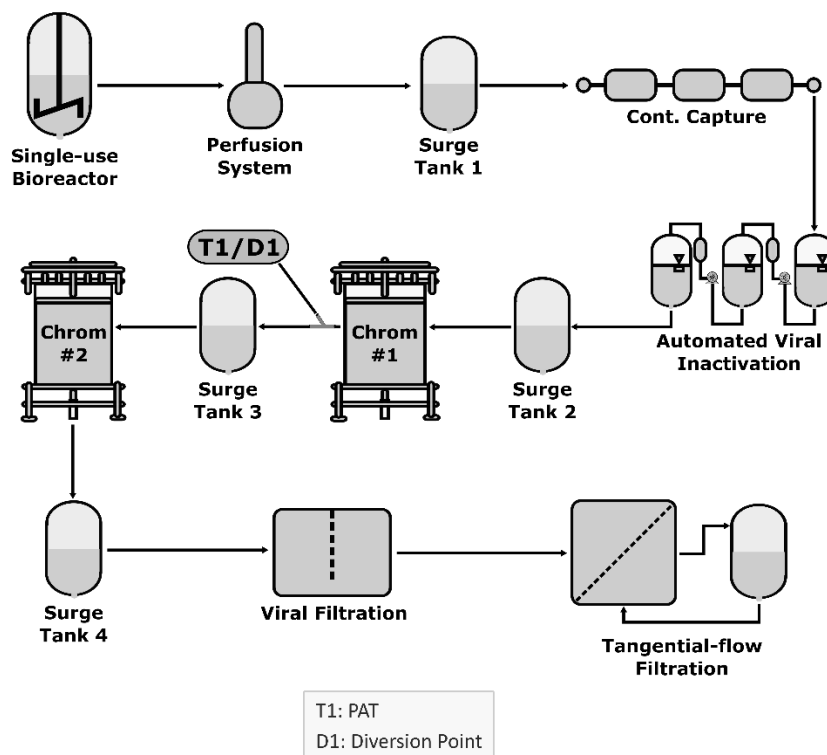 Single-use
Bioreactor
Perfusion
System
Surge
Tank 1
Cont. Capture
T1/D1
Chrom
#2
Surge
Tank 3
Chrom
#1
Surge
Tank 2
Automated Viral
Inactivation
Surge
Tank 4
Viral Filtration
Tangential-flow
Filtration
T1: PAT
D1: Diversion Point